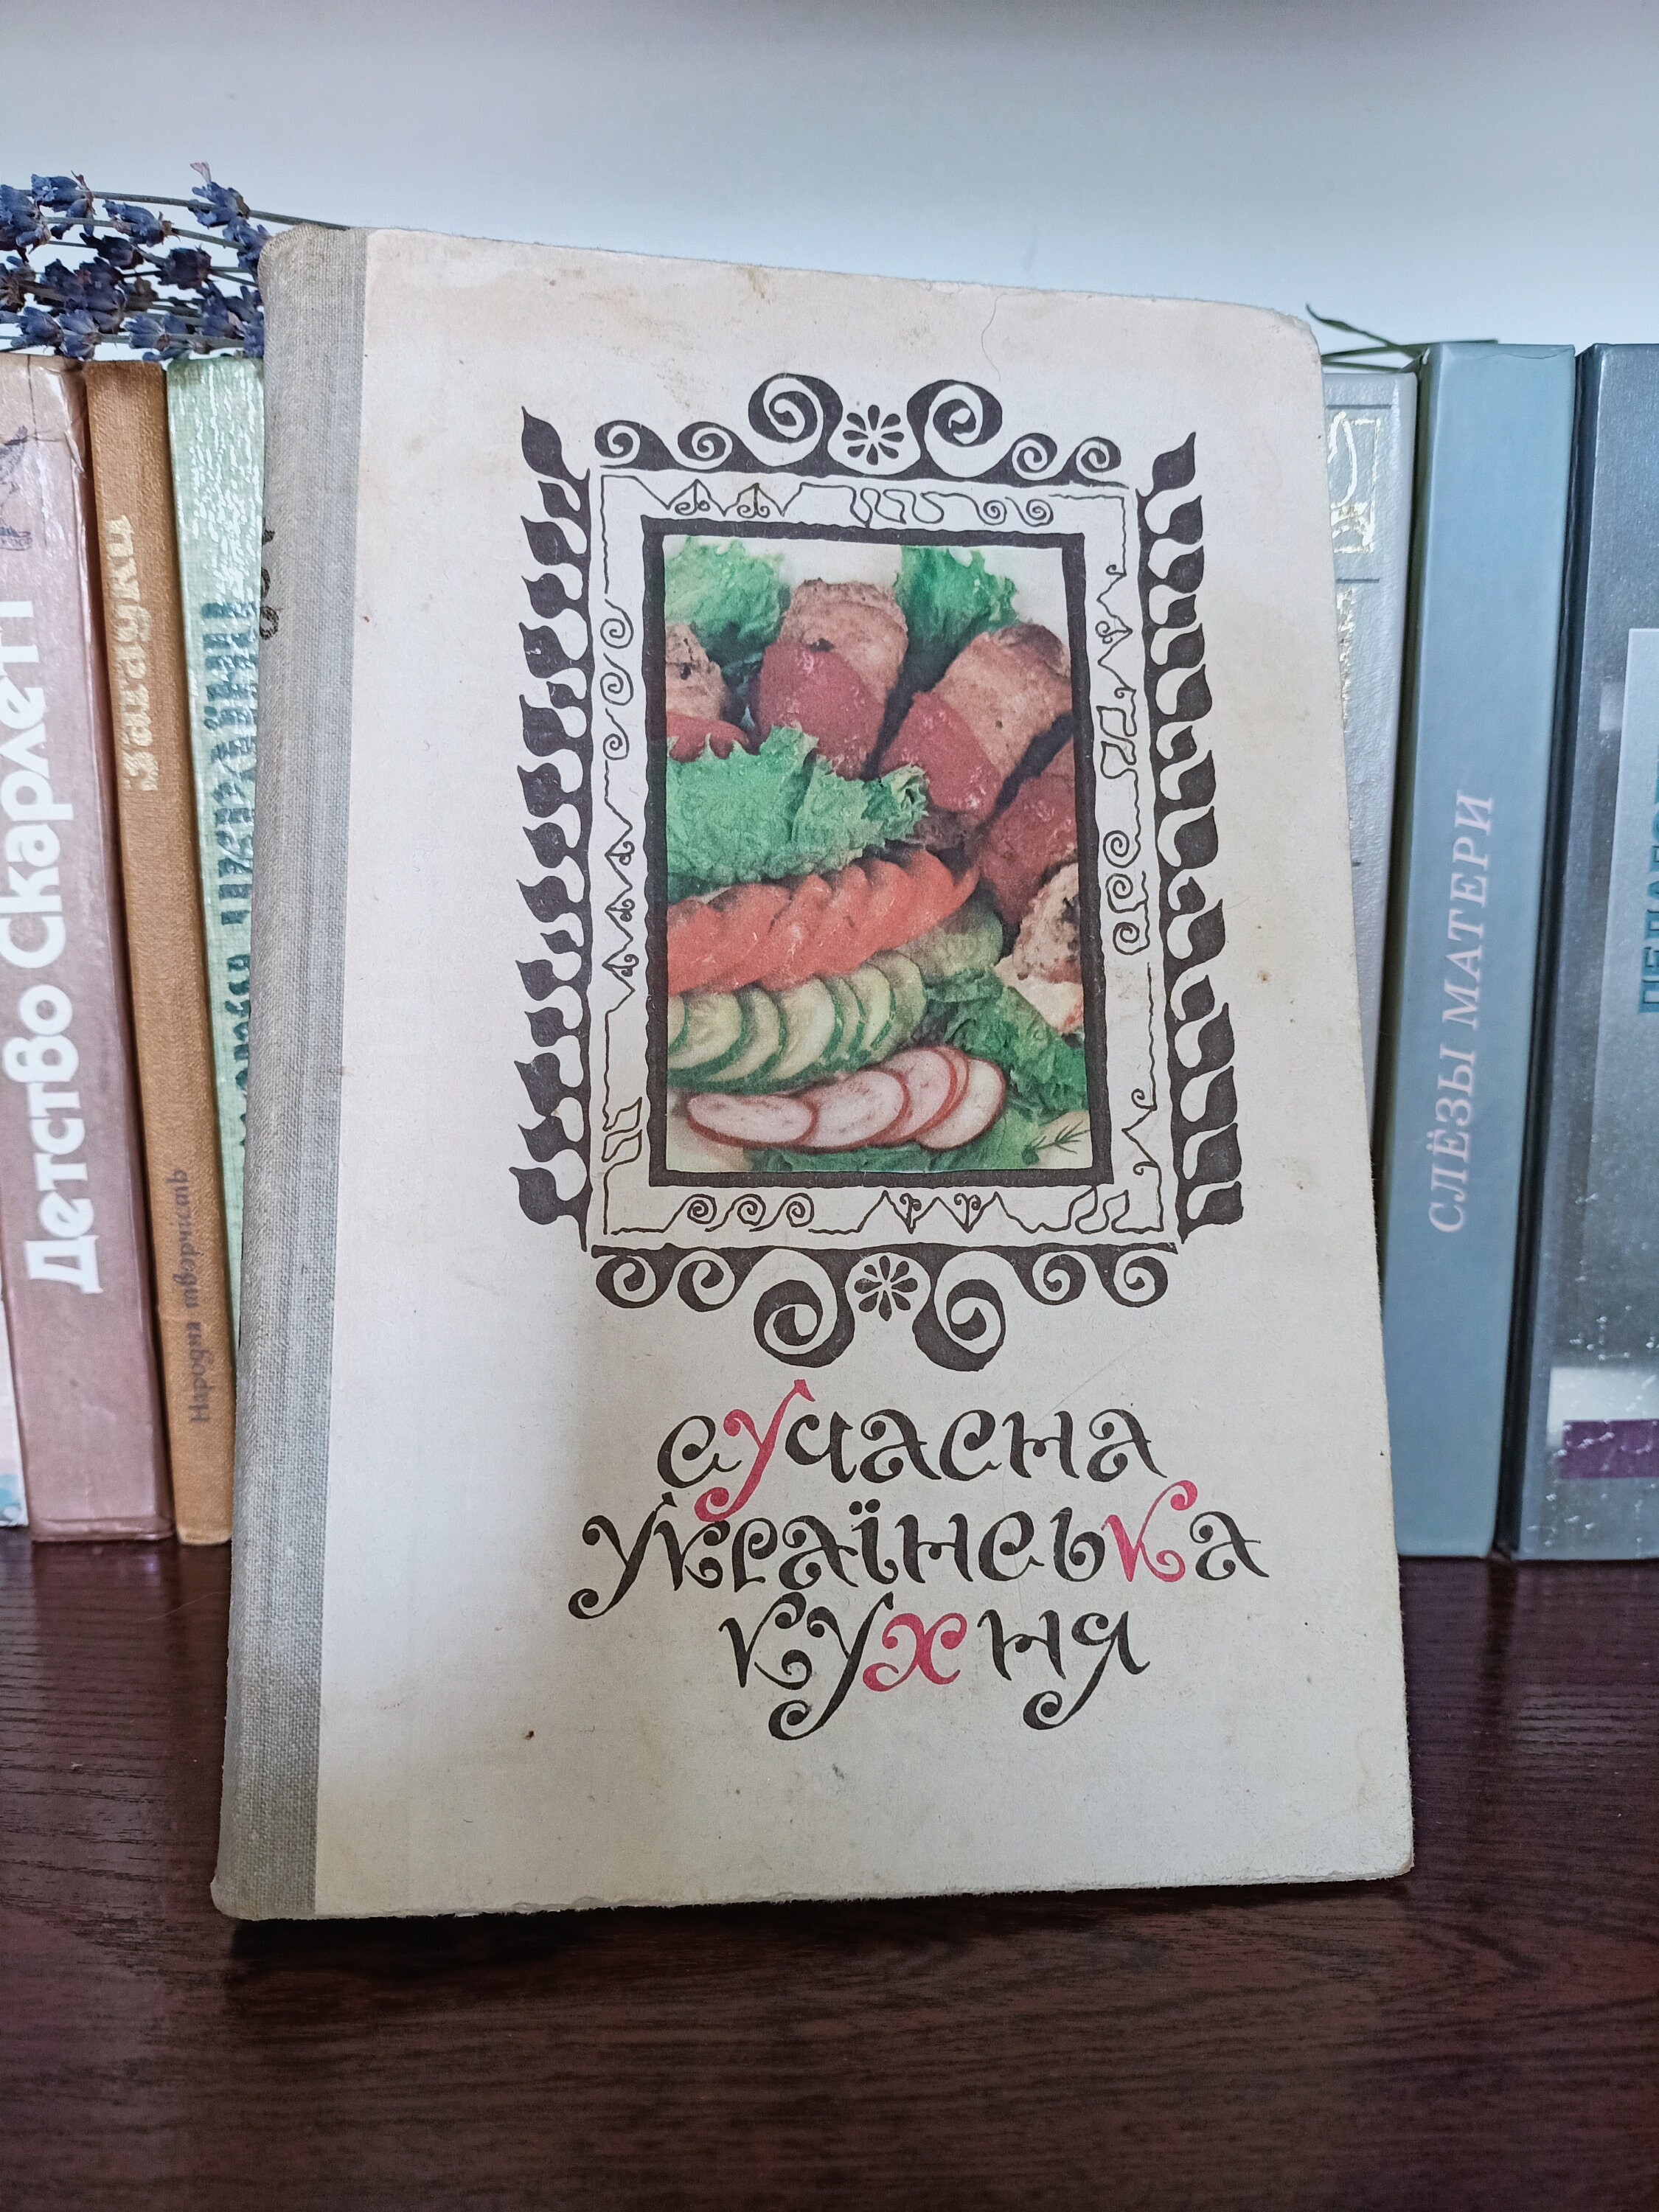 Детство Скарлетт
Загадки
Народна творчість
сучасна
українська
кухня
СЛЁЗЫ МАТЕРИ